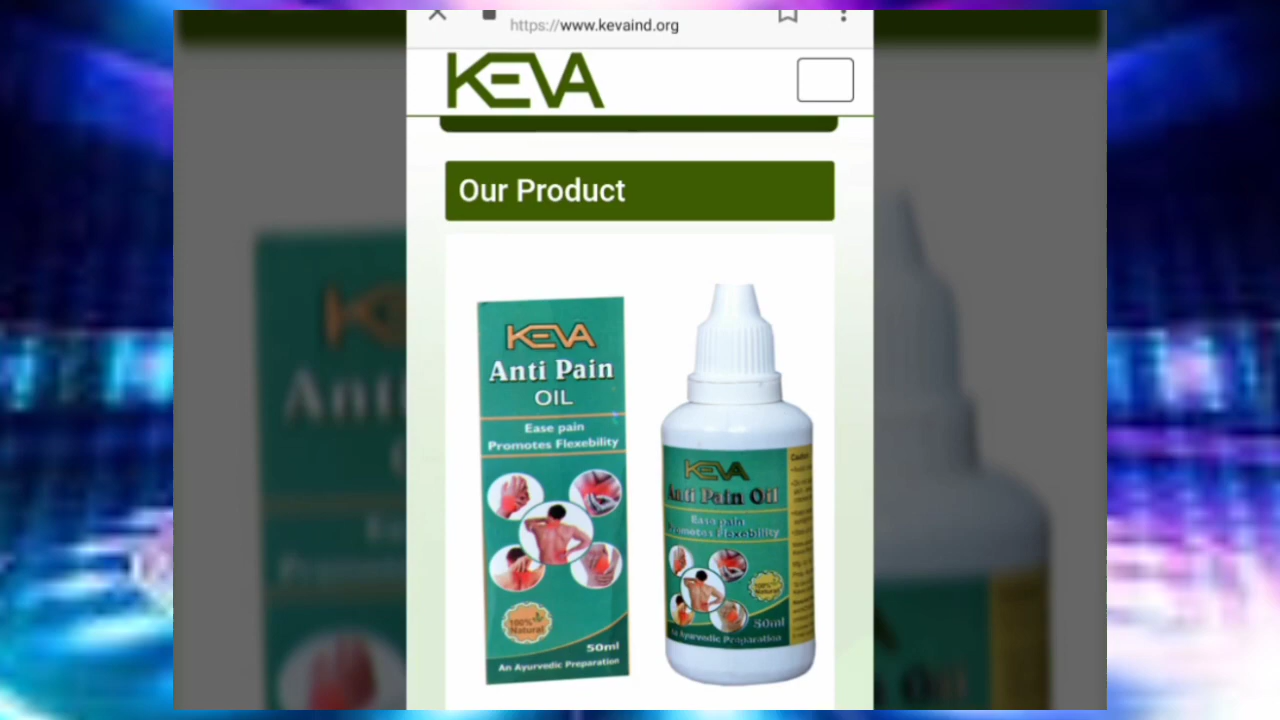 https://www.kevaind.org
KEVA
Our Product
KEVA
Anti Pain
OIL
Ease pain
Promotes Flexebility
100%
Natural
50ml
An Ayurvedic Preparation
KEVA
Anti Pain Oil
Ease pain
Promotes Flexebility
100%
Natural
50ml
An Ayurvedic Preparation